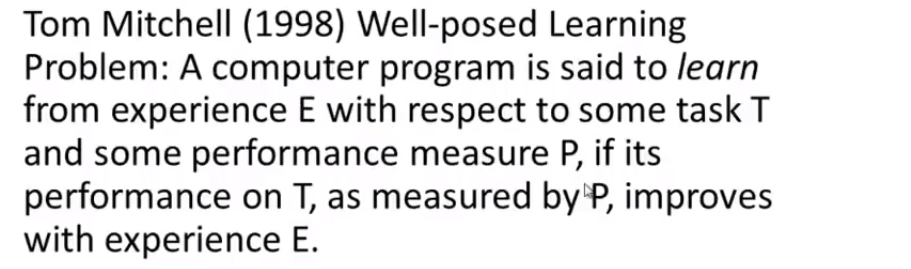 Tom Mitchell (1998) Well-posed Learning
Problem: A computer program is said to learn
from experience E with respect to some task T
and some performance measure P, if its
performance on T, as measured by P, improves
with experience E.